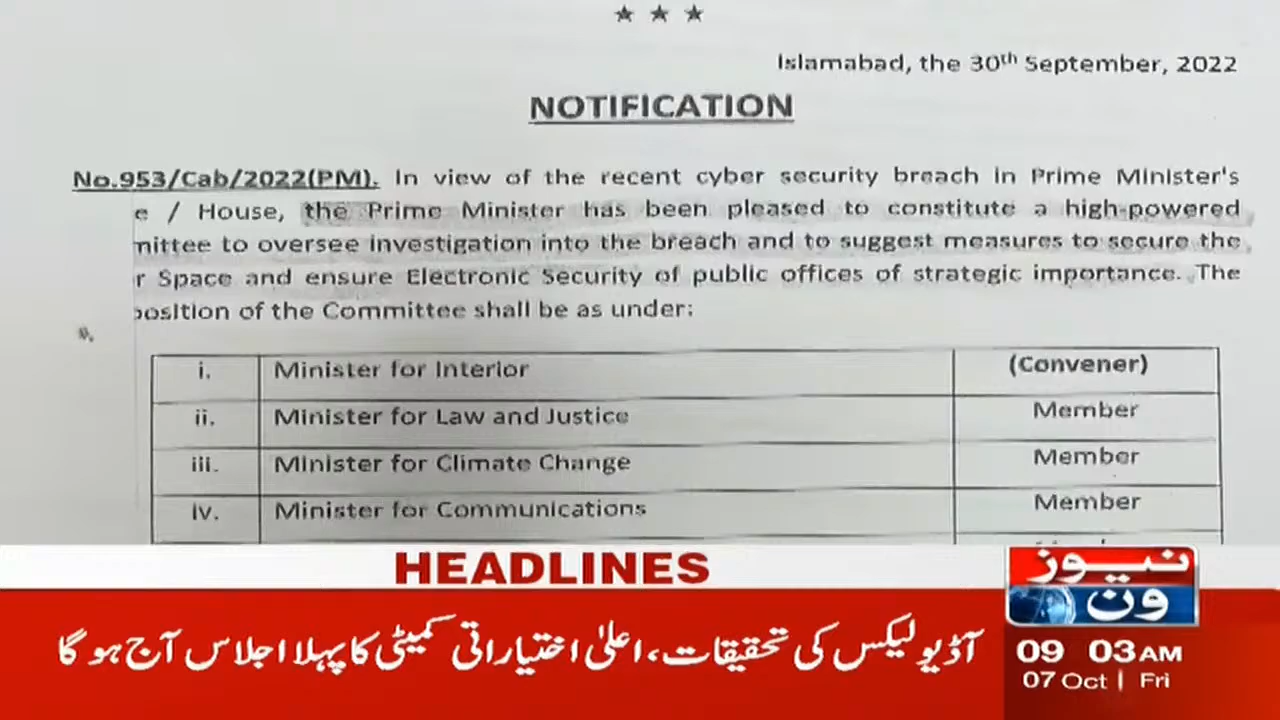 ★ ★ ★
Islamabad, the 30th September, 2022
NOTIFICATION
No.953/Cab/2022(PM). In view of the recent cyber security breach in Prime Minister's
e / House, the Prime Minister has been pleased to constitute a high-powered
mittee to oversee investigation into the breach and to suggest measures to secure the
r Space and ensure Electronic Security of public offices of strategic importance. The
position of the Committee shall be as under:
i. Minister for Interior (Convener)
ii. Minister for Law and Justice Member
iii. Minister for Climate Change Member
iv. Minister for Communications Member
HEADLINES
نیوز
ون
آڈیو لیکس کی تحقیقات، اعلیٰ اختیاراتی کمیٹی کا پہلا اجلاس آج ہو گا
09 03 AM
07 Oct | Fri